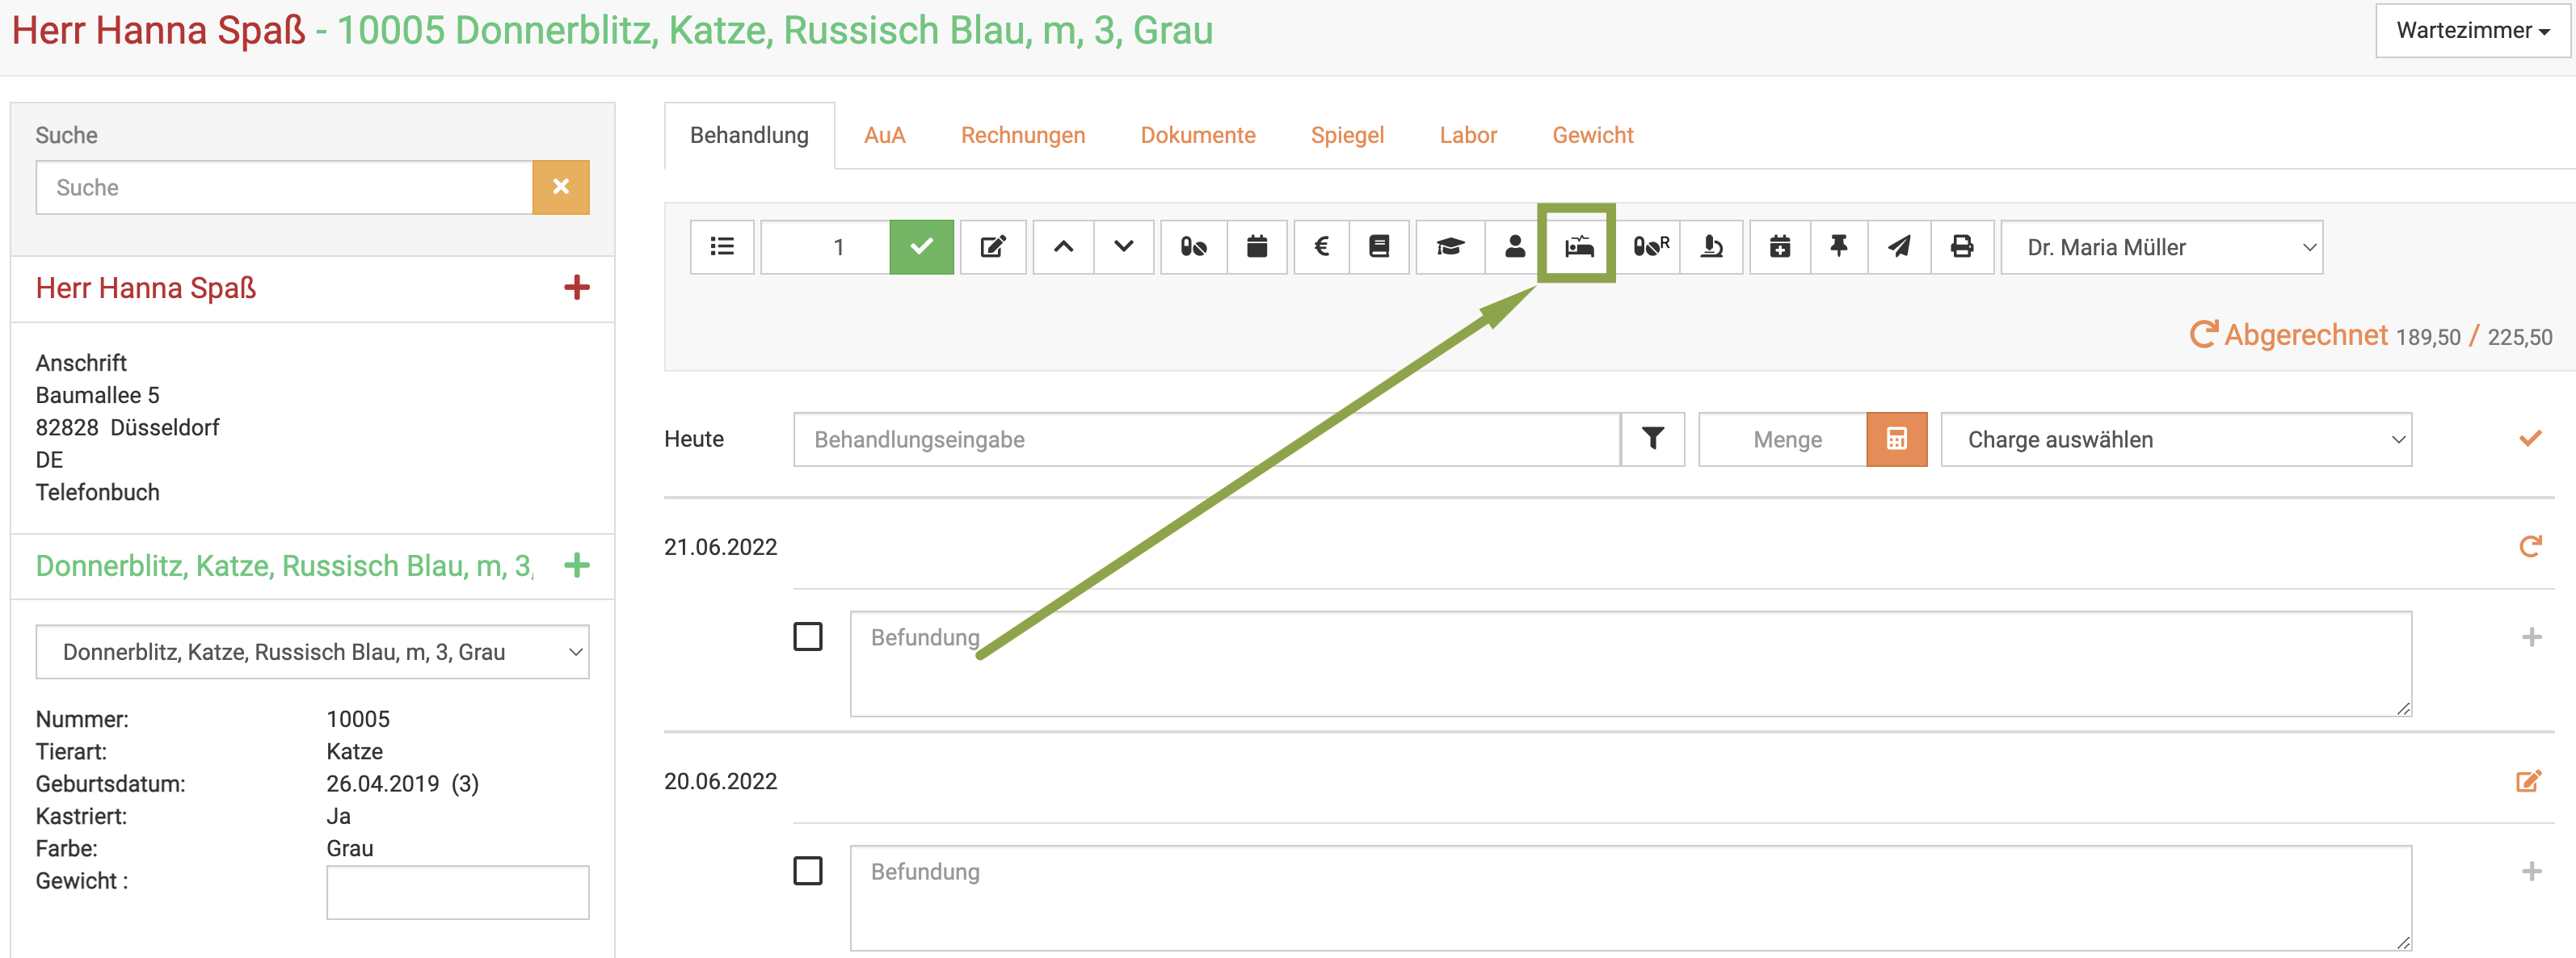 Herr Hanna Spaß - 10005 Donnerblitz, Katze, Russisch Blau, m, 3, Grau
Wartezimmer
Suche
Suche
Herr Hanna Spaß
Anschrift
Baumallee 5
82828 Düsseldorf
DE
Telefonbuch
Donnerblitz, Katze, Russisch Blau, m, 3,
Donnerblitz, Katze, Russisch Blau, m, 3, Grau
Nummer: 10005
Tierart: Katze
Geburtsdatum: 26.04.2019 (3)
Kastriert: Ja
Farbe: Grau
Gewicht :
Behandlung AuA Rechnungen Dokumente Spiegel Labor Gewicht
1 € R Dr. Maria Müller
Abgerechnet 189,50 / 225,50
Heute Behandlungseingabe Menge Charge auswählen
21.06.2022
Befundung
20.06.2022
Befundung